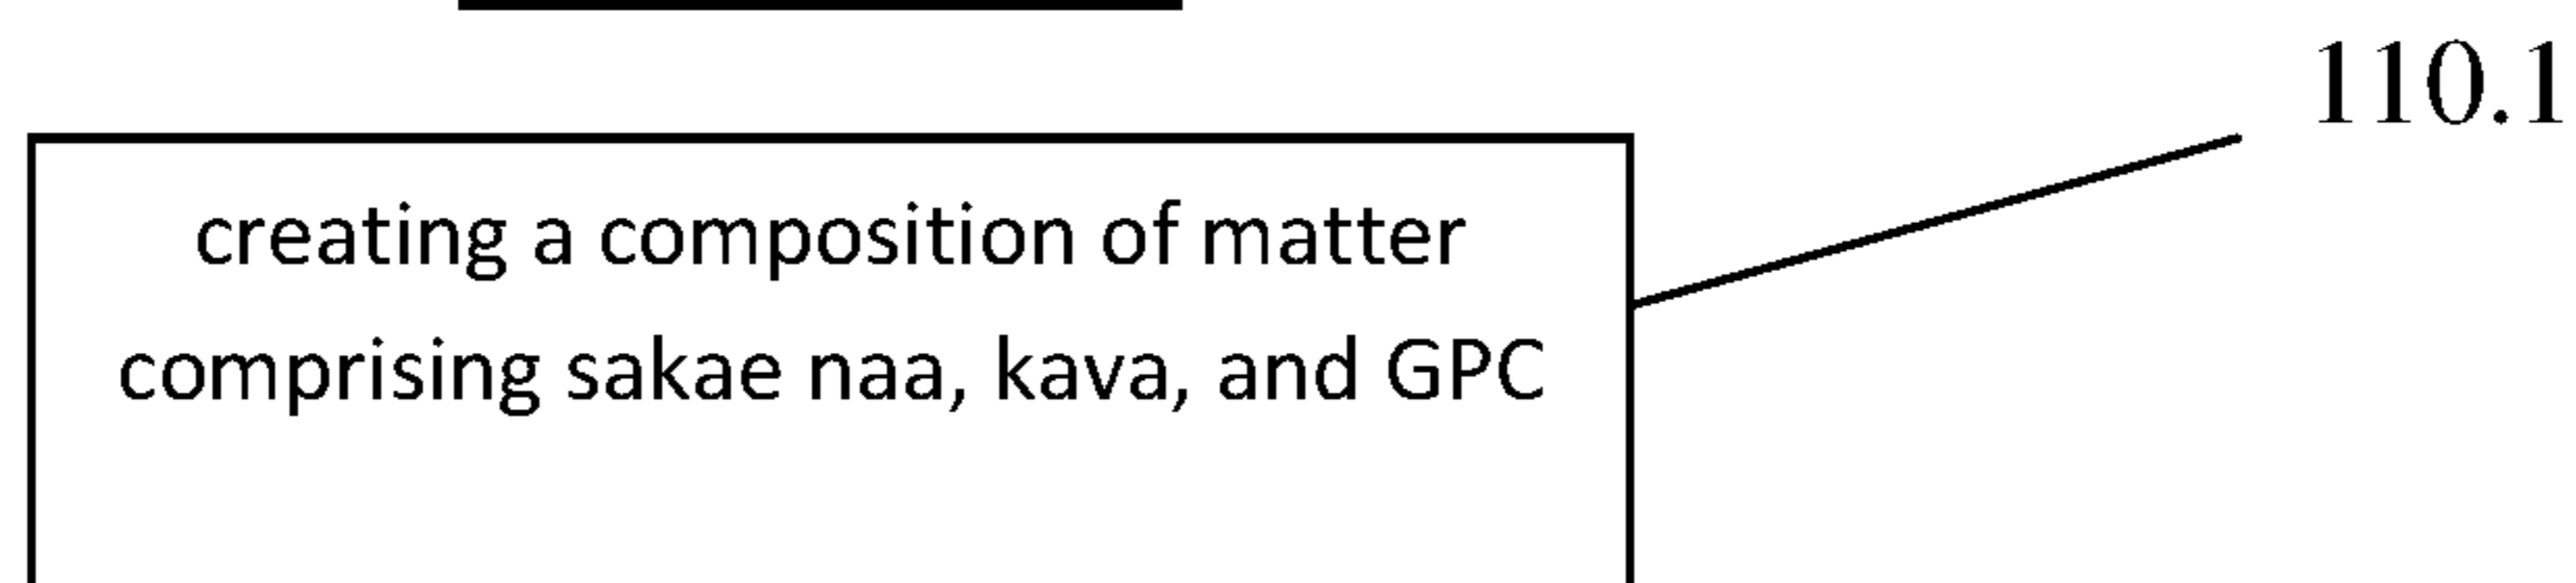 110.1
creating a composition of matter
comprising sakae naa, kava, and GPC